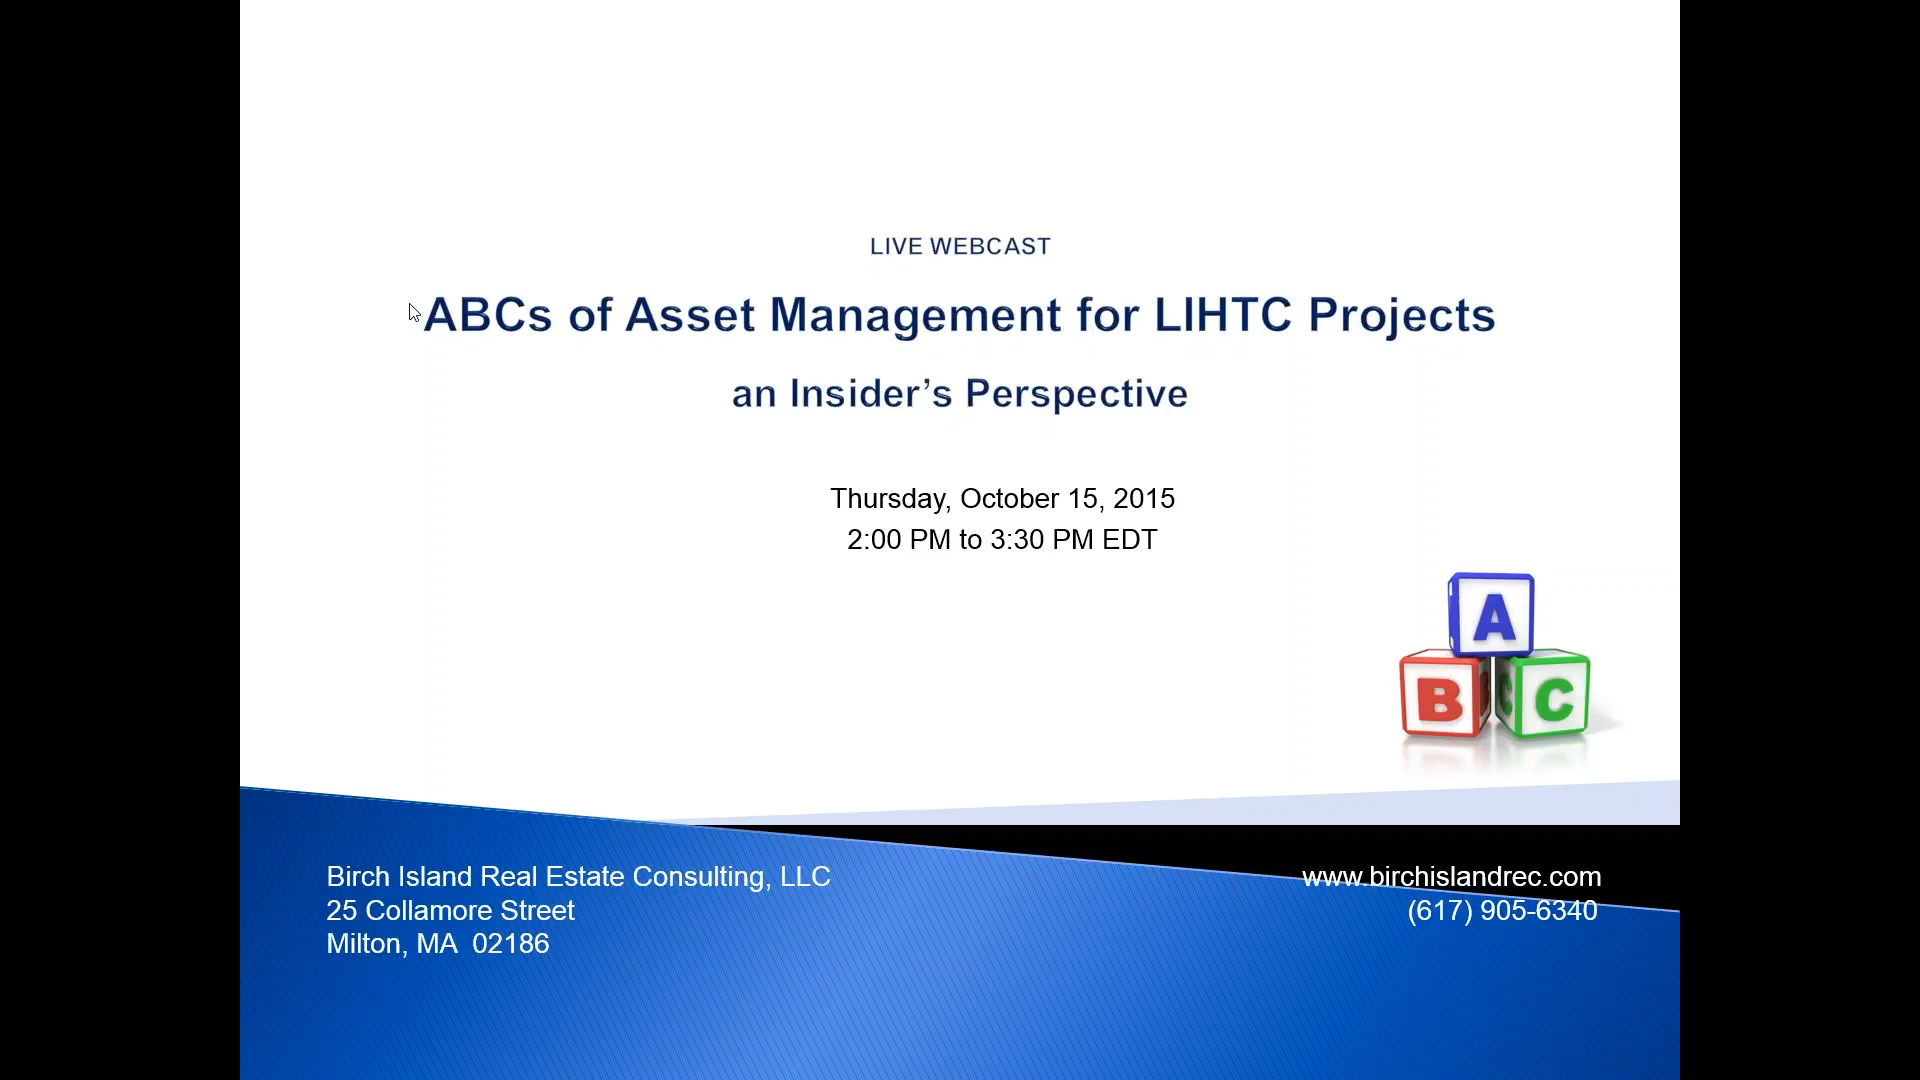 LIVE WEBCAST
ABCs of Asset Management for LIHTC Projects
an Insider’s Perspective
Thursday, October 15, 2015
2:00 PM to 3:30 PM EDT
A
B C
Birch Island Real Estate Consulting, LLC
25 Collamore Street
Milton, MA  02186
www.birchislandrec.com
(617) 905-6340